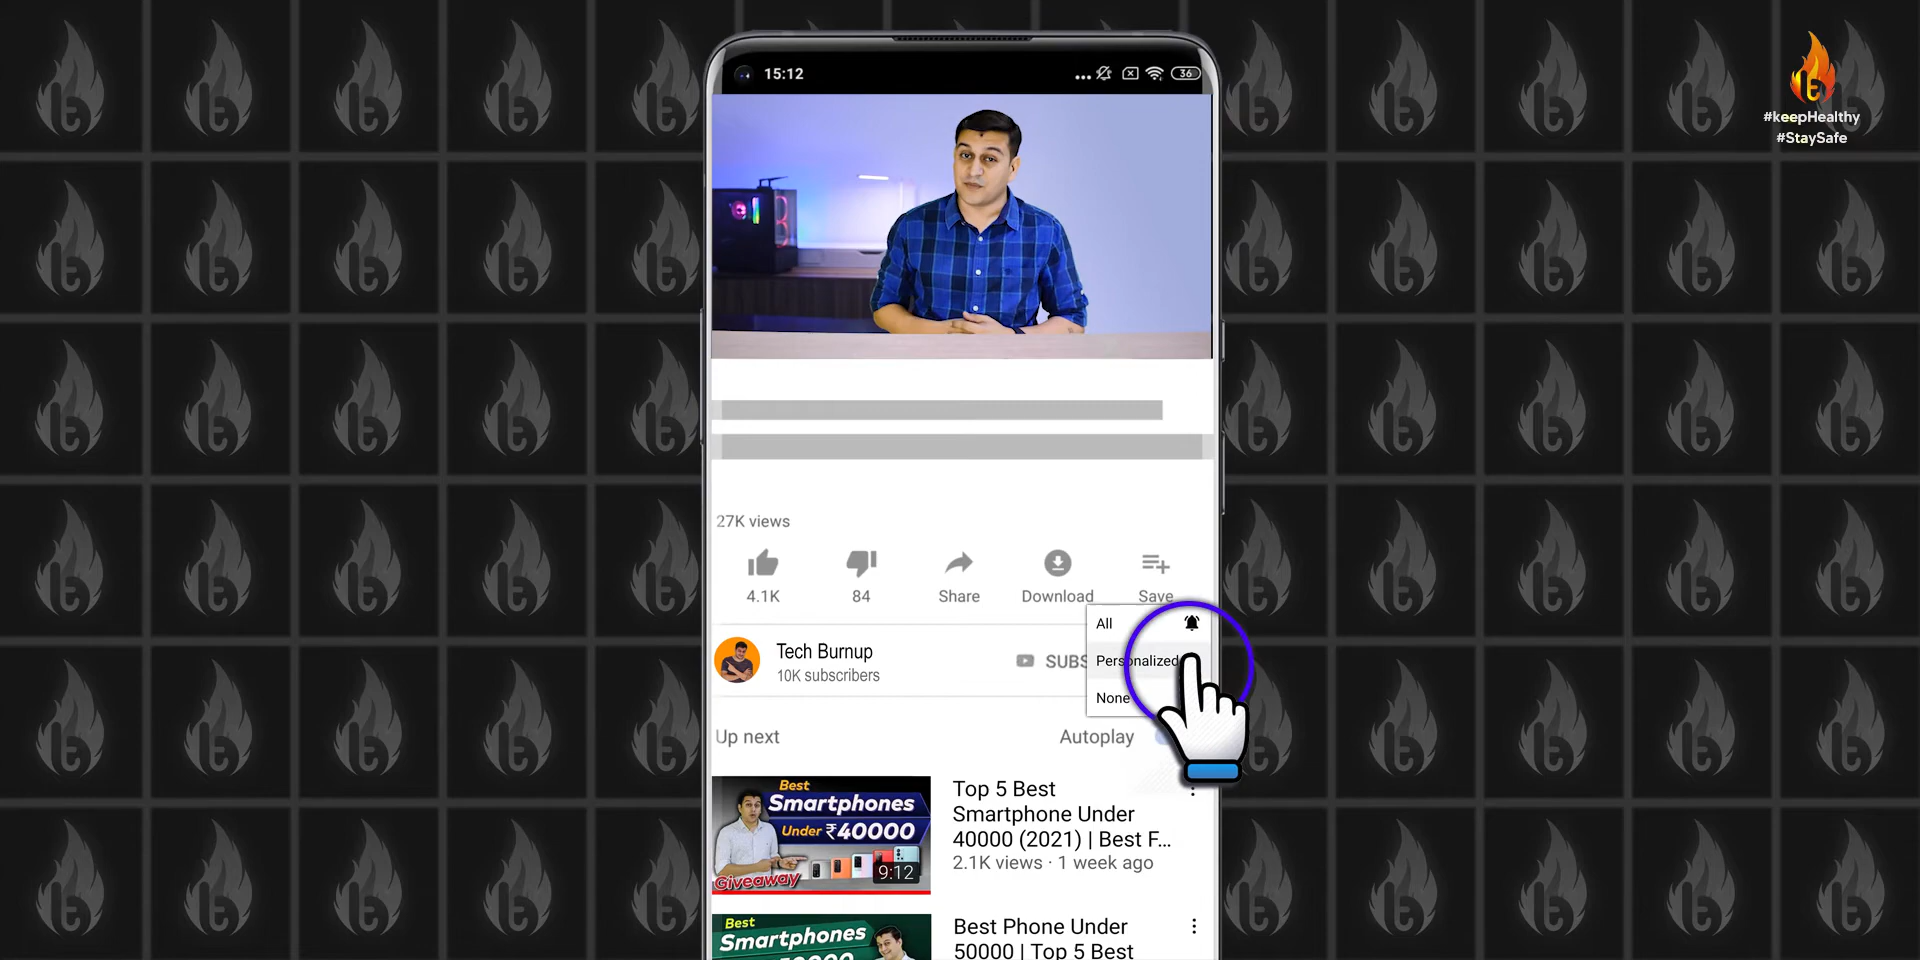 15:12
36
#keepHealthy
#StaySafe
27K views
4.1K
84
Share
Download
Save
All
Personalized
None
Tech Burnup
10K subscribers
SUBS
Up next
Autoplay
Best
Smartphones
Under ₹40000
Giveaway
9:12
Top 5 Best
Smartphone Under
40000 (2021) | Best F...
2.1K views · 1 week ago
Best
Smartphones
Best Phone Under
50000 | Top 5 Best